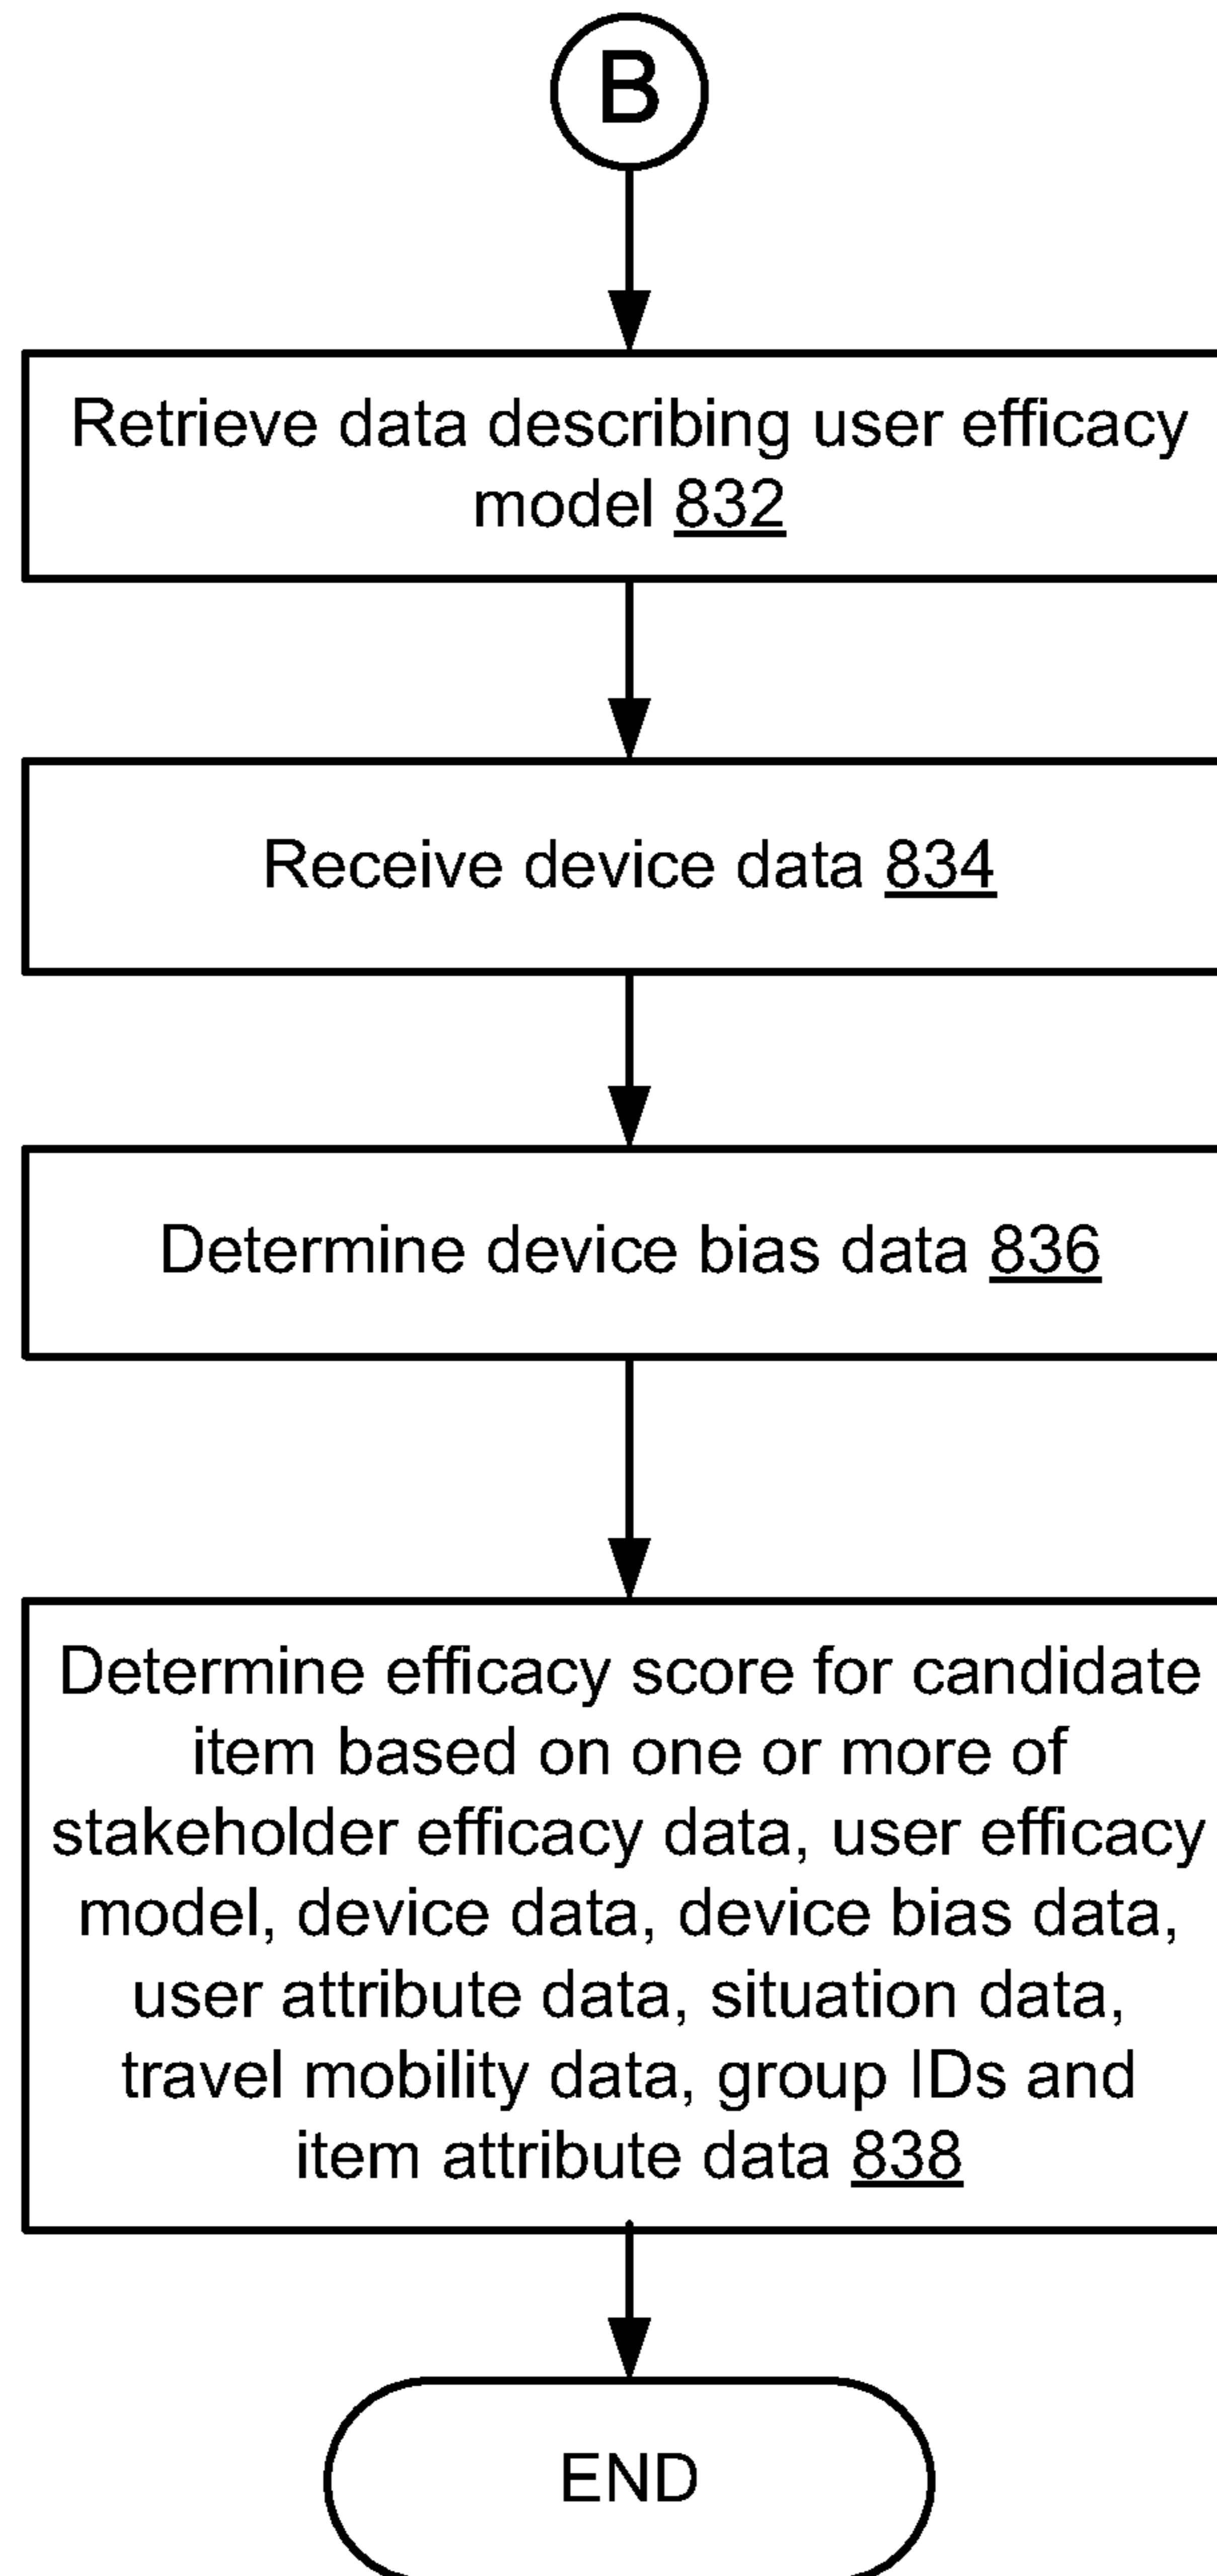 B
Retrieve data describing user efficacy
model 832
Receive device data 834
Determine device bias data 836
Determine efficacy score for candidate
item based on one or more of
stakeholder efficacy data, user efficacy
model, device data, device bias data,
user attribute data, situation data,
travel mobility data, group IDs and
item attribute data 838
END